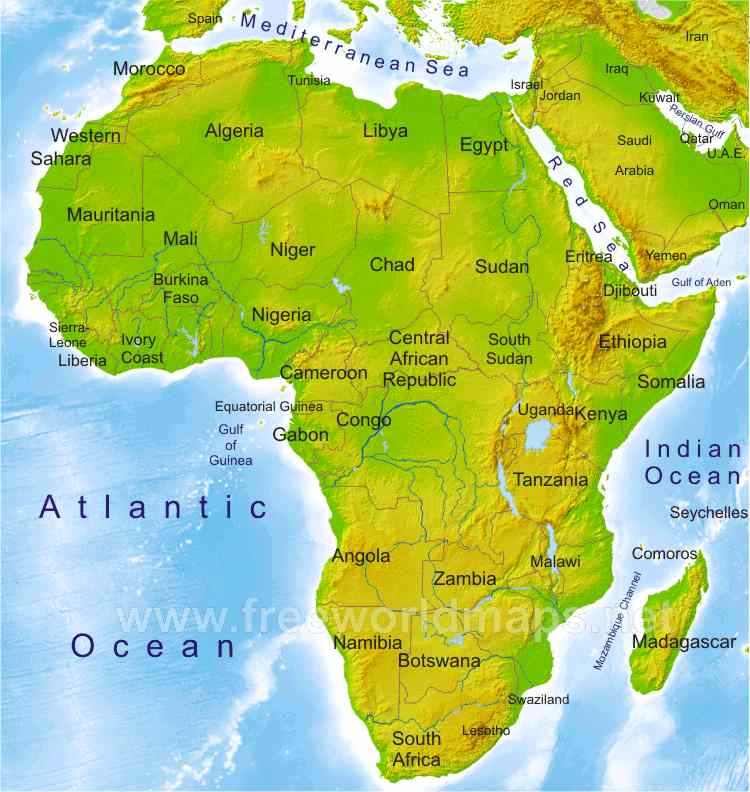 Spain
Mediterranean Sea
Iran
Morocco
Tunisia
Iraq
Israel
Jordan
Kuwait
Persian Gulf
Western
Sahara
Algeria
Libya
Egypt
Saudi
Arabia
Qatar
U.A.E.
Red Sea
Oman
Mauritania
Mali
Niger
Chad
Sudan
Eritrea
Yemen
Burkina
Faso
Djibouti
Gulf of Aden
Sierra-
Leone
Liberia
Ivory
Coast
Nigeria
Central
African
Republic
South
Sudan
Ethiopia
Cameroon
Somalia
Equatorial Guinea
Gabon
Congo
Uganda
Kenya
Gulf
of
Guinea
Indian
Ocean
Tanzania
Atlantic
Ocean
Seychelles
Comoros
Angola
Zambia
Malawi
Mozambique Channel
www.freeworldmaps.net
Namibia
Botswana
Madagascar
Swaziland
Lesotho
South
Africa